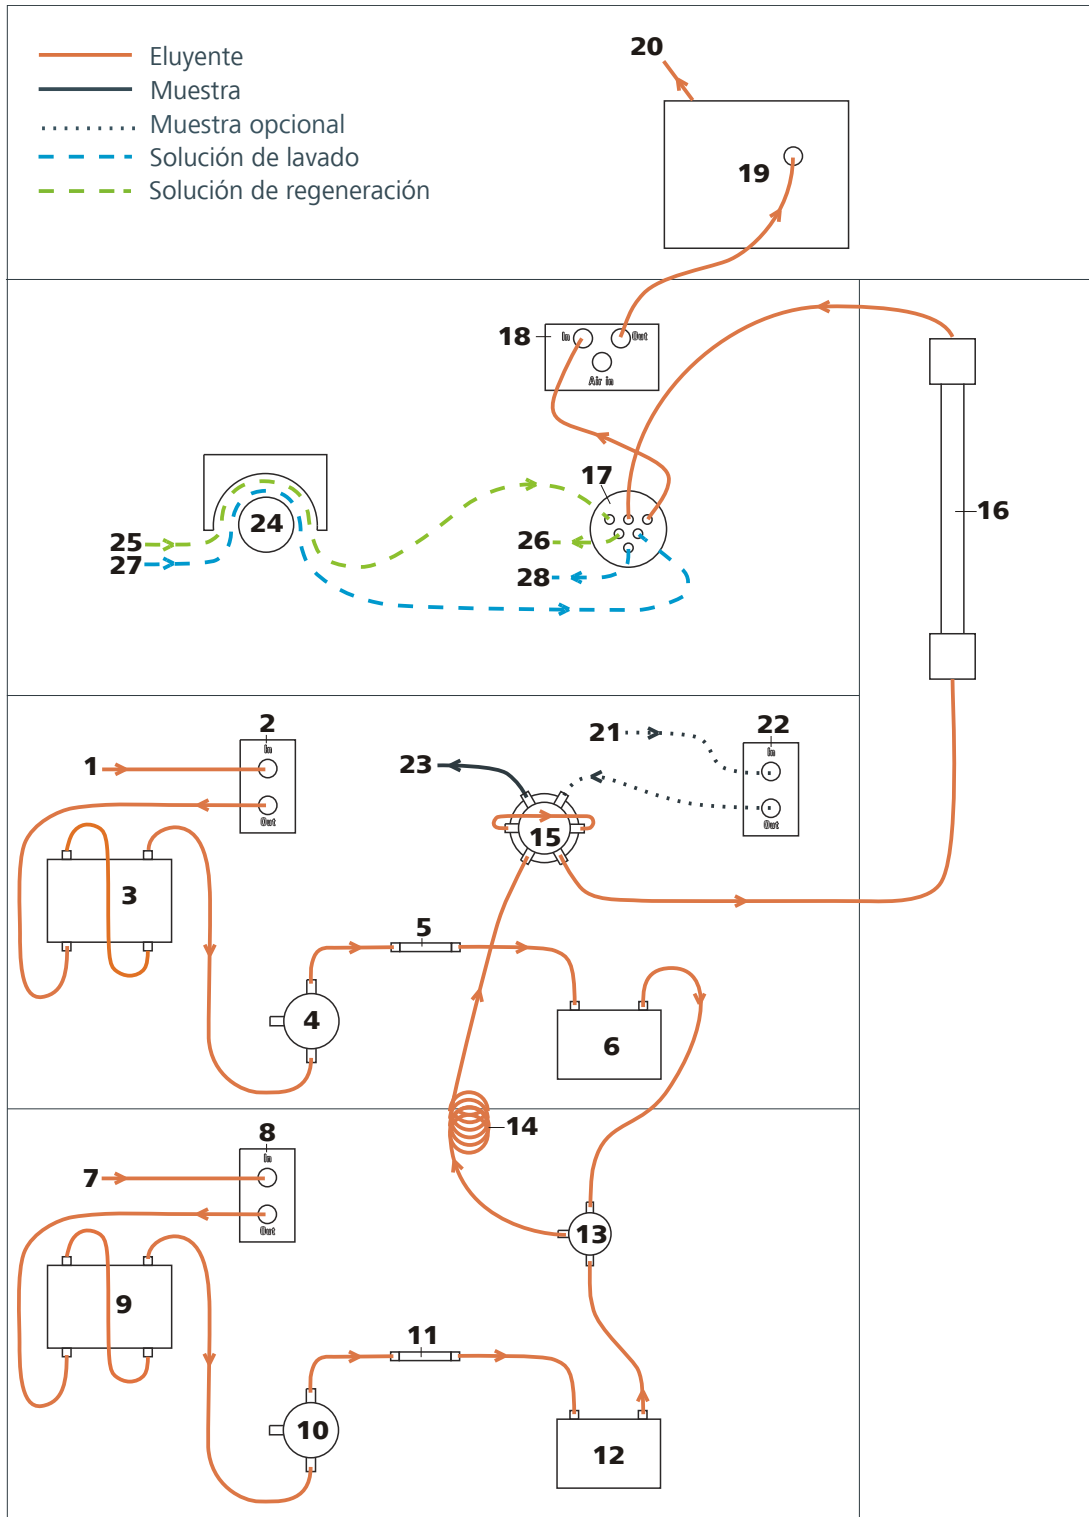 Eluyente
Muestra
Muestra opcional
Solución de lavado
Solución de regeneración
20
19
18
In
Out
Air in
17
16
24
25
27
26
28
1
2
In
Out
3
4
5
6
23
15
21
22
In
Out
14
13
7
8
In
Out
9
10
11
12